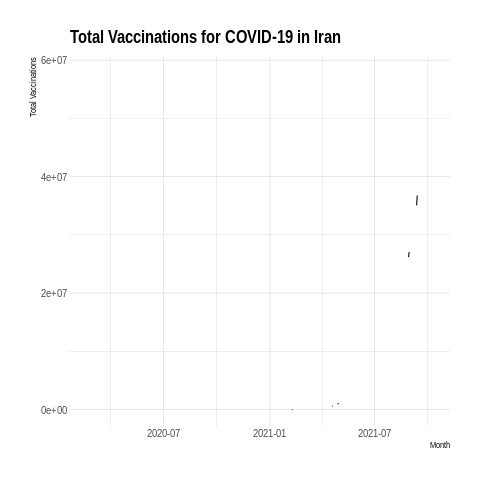 Total Vaccinations for COVID-19 in Iran
Total Vaccinations
6e+07
4e+07
2e+07
0e+00
2020-07
2021-01
2021-07
Month